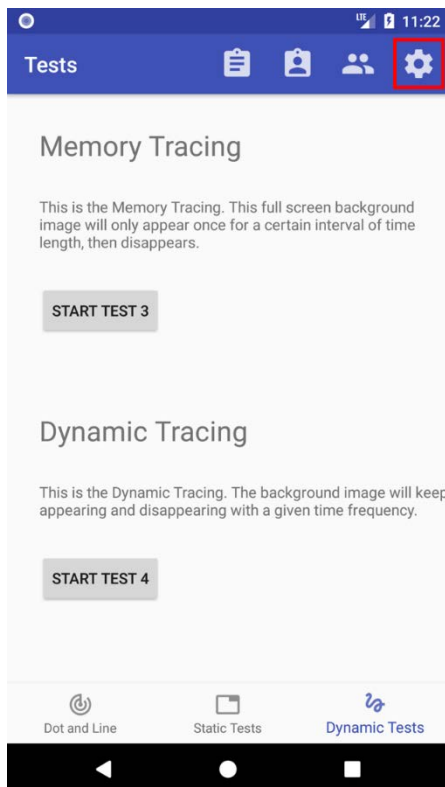 LTE 11:22
Tests
Memory Tracing
This is the Memory Tracing. This full screen background
image will only appear once for a certain interval of time
length, then disappears.
START TEST 3
Dynamic Tracing
This is the Dynamic Tracing. The background image will keep
appearing and disappearing with a given time frequency.
START TEST 4
Dot and Line Static Tests Dynamic Tests